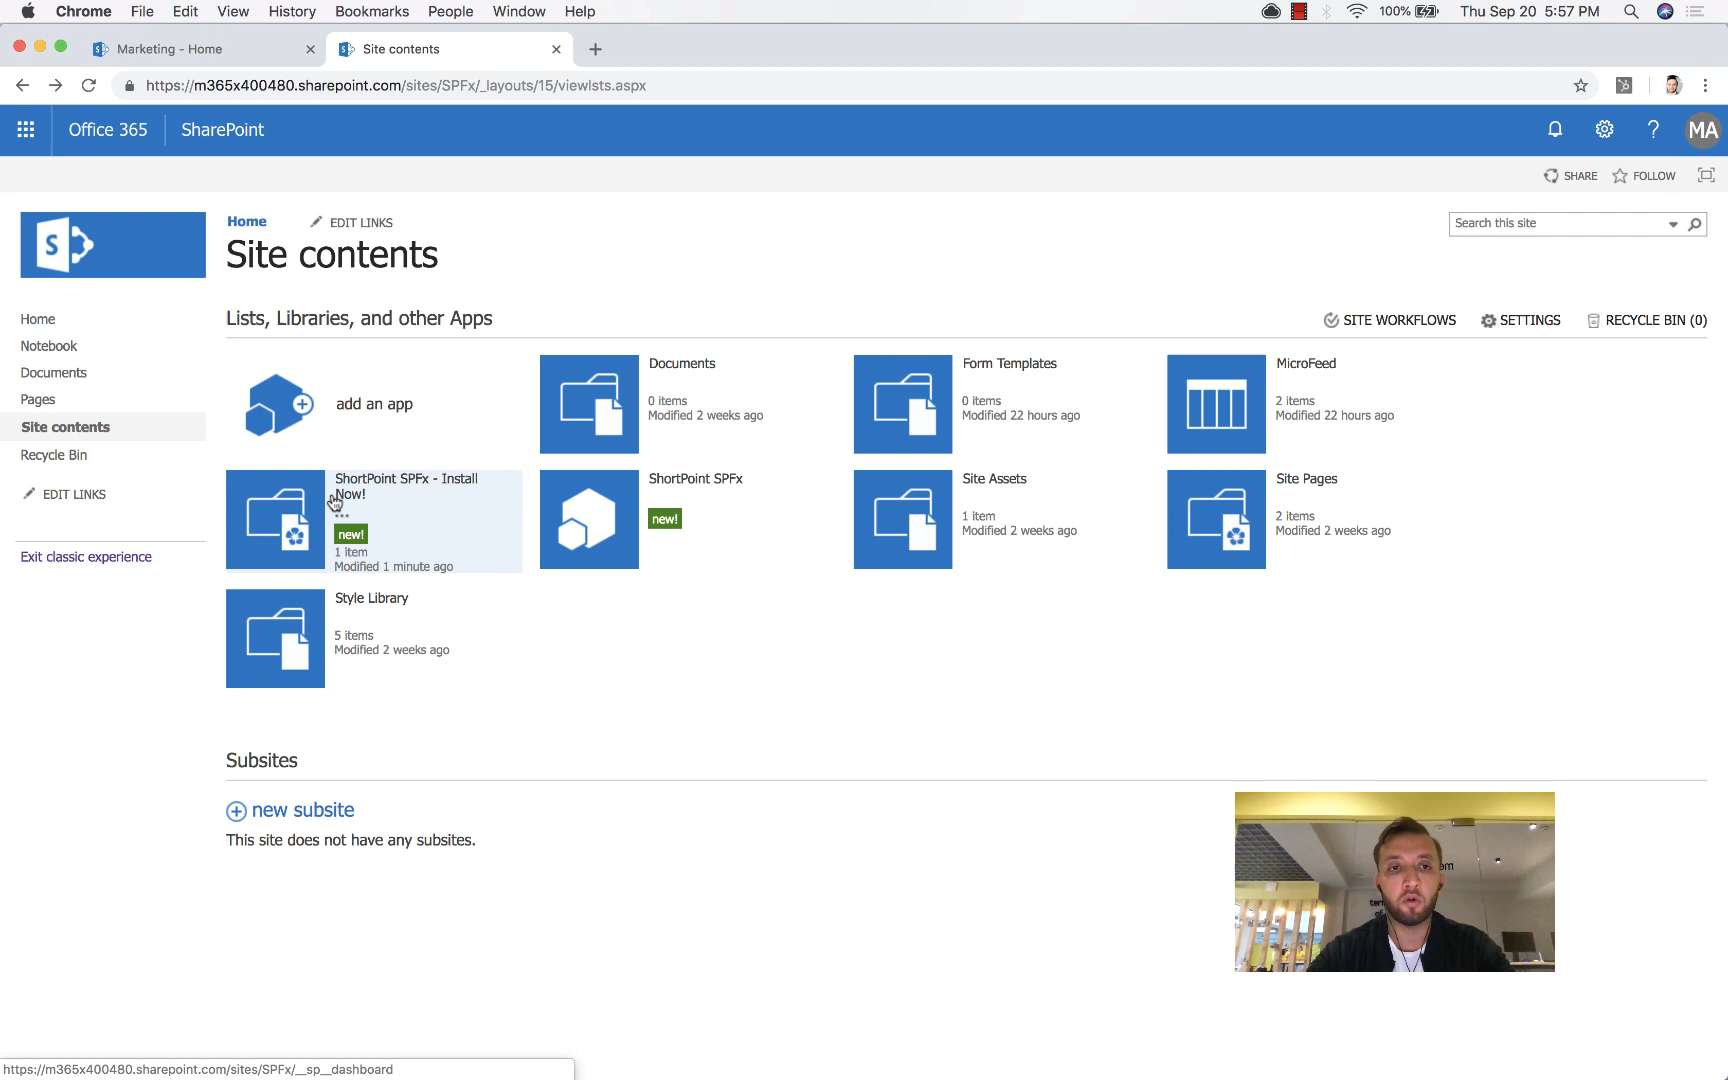 Chrome File Edit View History Bookmarks People Window Help 100% Thu Sep 20 5:57 PM
Marketing - Home Site contents
https://m365x400480.sharepoint.com/sites/SPFx/_layouts/15/viewlsts.aspx
Office 365 SharePoint ? MA
SHARE FOLLOW
S
Home EDIT LINKS
Search this site
Site contents
Home
Notebook
Documents
Pages
Site contents
Recycle Bin
EDIT LINKS
Exit classic experience
Lists, Libraries, and other Apps
SITE WORKFLOWS SETTINGS RECYCLE BIN (0)
add an app
Documents
0 items
Modified 2 weeks ago
Form Templates
0 items
Modified 22 hours ago
MicroFeed
2 items
Modified 22 hours ago
ShortPoint SPFx - Install
Now!
...
new!
1 item
Modified 1 minute ago
ShortPoint SPFx
new!
Site Assets
1 item
Modified 2 weeks ago
Site Pages
2 items
Modified 2 weeks ago
Style Library
5 items
Modified 2 weeks ago
Subsites
new subsite
This site does not have any subsites.
https://m365x400480.sharepoint.com/sites/SPFx/__sp__dashboard